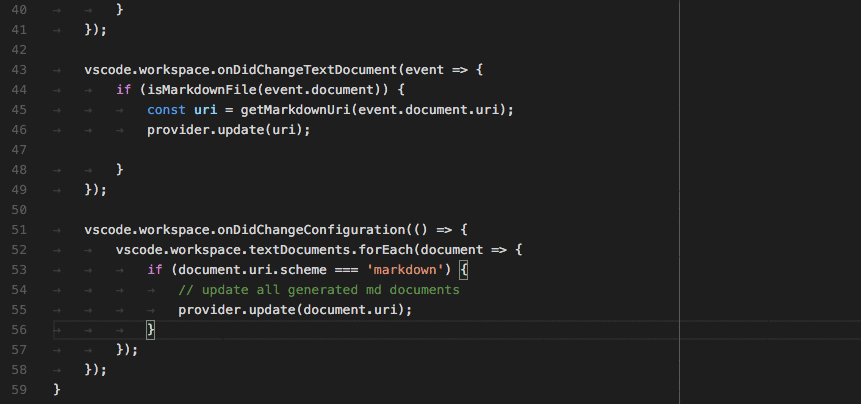 40 }
41 });
42
43 vscode.workspace.onDidChangeTextDocument(event => {
44 if (isMarkdownFile(event.document)) {
45 const uri = getMarkdownUri(event.document.uri);
46 provider.update(uri);
47
48 }
49 });
50
51 vscode.workspace.onDidChangeConfiguration(() => {
52 vscode.workspace.textDocuments.forEach(document => {
53 if (document.uri.scheme === 'markdown') {
54 // update all generated md documents
55 provider.update(document.uri);
56 }
57 });
58 });
59 }